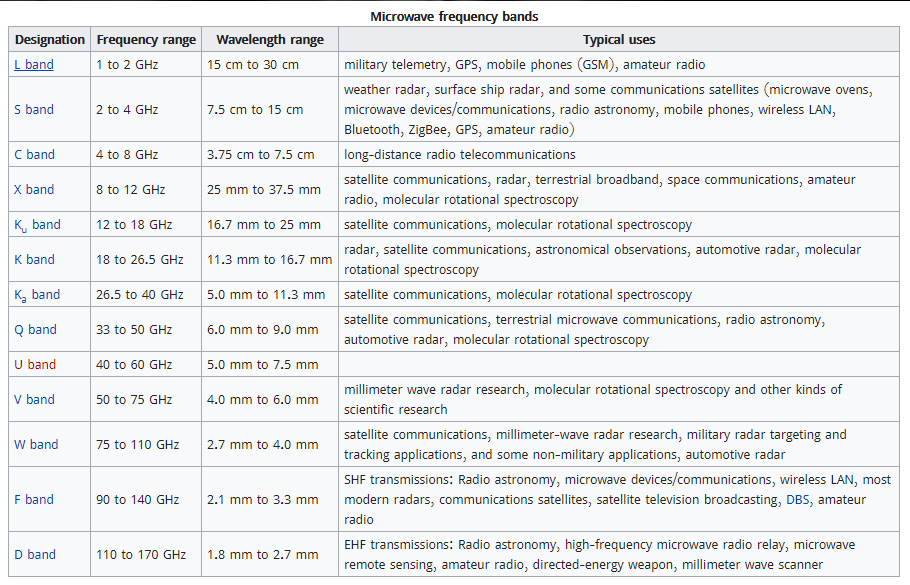 Microwave frequency bands
Designation Frequency range Wavelength range Typical uses
L band 1 to 2 GHz 15 cm to 30 cm military telemetry, GPS, mobile phones (GSM), amateur radio
S band 2 to 4 GHz 7.5 cm to 15 cm weather radar, surface ship radar, and some communications satellites (microwave ovens,
microwave devices/communications, radio astronomy, mobile phones, wireless LAN,
Bluetooth, ZigBee, GPS, amateur radio)
C band 4 to 8 GHz 3.75 cm to 7.5 cm long-distance radio telecommunications
X band 8 to 12 GHz 25 mm to 37.5 mm satellite communications, radar, terrestrial broadband, space communications, amateur
radio, molecular rotational spectroscopy
Ku band 12 to 18 GHz 16.7 mm to 25 mm satellite communications, molecular rotational spectroscopy
K band 18 to 26.5 GHz 11.3 mm to 16.7 mm radar, satellite communications, astronomical observations, automotive radar, molecular
rotational spectroscopy
Ka band 26.5 to 40 GHz 5.0 mm to 11.3 mm satellite communications, molecular rotational spectroscopy
Q band 33 to 50 GHz 6.0 mm to 9.0 mm satellite communications, terrestrial microwave communications, radio astronomy,
automotive radar, molecular rotational spectroscopy
U band 40 to 60 GHz 5.0 mm to 7.5 mm
V band 50 to 75 GHz 4.0 mm to 6.0 mm millimeter wave radar research, molecular rotational spectroscopy and other kinds of
scientific research
W band 75 to 110 GHz 2.7 mm to 4.0 mm satellite communications, millimeter-wave radar research, military radar targeting and
tracking applications, and some non-military applications, automotive radar
F band 90 to 140 GHz 2.1 mm to 3.3 mm SHF transmissions: Radio astronomy, microwave devices/communications, wireless LAN, most
modern radars, communications satellites, satellite television broadcasting, DBS, amateur
radio
D band 110 to 170 GHz 1.8 mm to 2.7 mm EHF transmissions: Radio astronomy, high-frequency microwave radio relay, microwave
remote sensing, amateur radio, directed-energy weapon, millimeter wave scanner